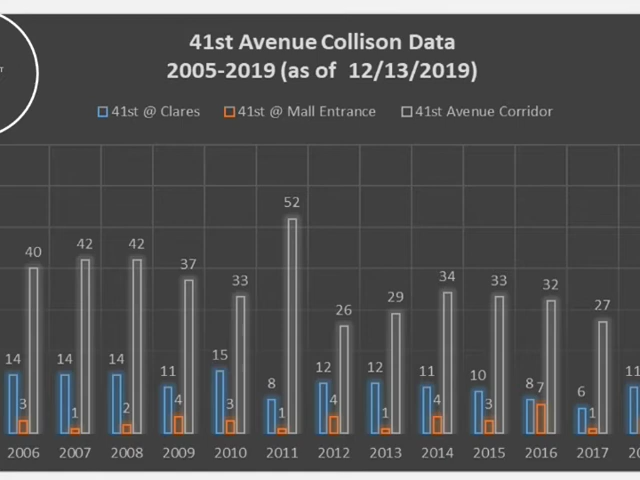 41st Avenue Collison Data
2005-2019 (as of 12/13/2019)
41st @ Clares 41st @ Mall Entrance 41st Avenue Corridor
14 3 40
14 1 42
14 2 42
11 4 37
15 3 33
8 1 52
12 4 26
12 1 29
11 4 34
10 3 33
8 7 32
6 1 27
11
2006 2007 2008 2009 2010 2011 2012 2013 2014 2015 2016 2017